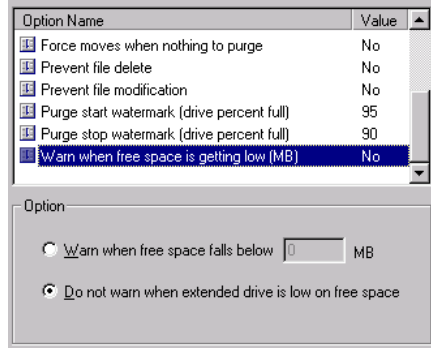 Option Name Value
Force moves when nothing to purge No
Prevent file delete No
Prevent file modification No
Purge start watermark (drive percent full) 95
Purge stop watermark (drive percent full) 90
Warn when free space is getting low (MB) No
Option
Warn when free space falls below 0 MB
Do not warn when extended drive is low on free space